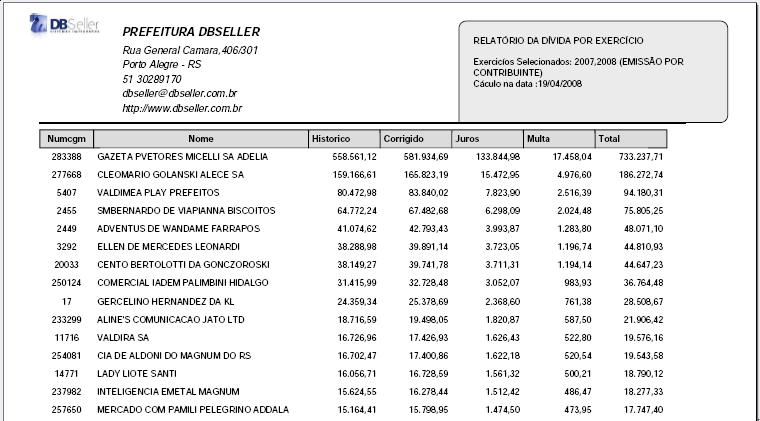 DBSeller
PREFEITURA DBSELLER
Rua General Camara,406/301
Porto Alegre - RS
51 30289170
dbseller@dbseller.com.br
http://www.dbseller.com.br
RELATÓRIO DA DÍVIDA POR EXERCÍCIO
Exercicíos Selecionados: 2007,2008 (EMISSÃO POR
CONTRIBUINTE)
Cáculo na data :19/04/2008
Numcgm Nome Historico Corrigido Juros Multa Total
283388 GAZETA PVETORES MICELLI SA ADELIA 558.561,12 581.934,69 133.844,98 17.458,04 733.237,71
277668 CLEOMARIO GOLANSKI ALECE SA 159.166,61 165.823,19 15.472,95 4.976,60 186.272,74
5407 VALDIMEA PLAY PREFEITOS 80.472,98 83.840,02 7.823,90 2.516,39 94.180,31
2455 SMBERNARDO DE VIAPIANNA BISCOITOS 64.772,24 67.482,68 6.298,09 2.024,48 75.805,25
2449 ADVENTUS DE WANDAME FARRAPOS 41.074,62 42.793,43 3.993,87 1.283,80 48.071,10
3292 ELLEN DE MERCEDES LEONARDI 38.288,98 39.891,14 3.723,05 1.196,74 44.810,93
20033 CENTO BERTOLOTTI DA GONCZOROSKI 38.149,27 39.741,78 3.711,31 1.194,14 44.647,23
250124 COMERCIAL IADEM PALIMBINI HIDALGO 31.415,99 32.728,48 3.052,07 983,93 36.764,48
17 GERCELINO HERNANDEZ DA KL 24.359,34 25.378,69 2.368,60 761,38 28.508,67
233299 ALINE'S COMUNICACAO JATO LTD 18.716,59 19.498,05 1.820,87 587,50 21.906,42
11716 VALDIRA SA 16.726,96 17.426,93 1.626,43 522,80 19.576,16
254081 CIA DE ALDONI DO MAGNUM DO RS 16.702,47 17.400,86 1.622,18 520,54 19.543,58
14771 LADY LIOTE SANTI 16.056,71 16.728,59 1.561,32 500,21 18.790,12
237982 INTELIGENCIA EMETAL MAGNUM 15.624,55 16.278,44 1.512,42 486,47 18.277,33
257650 MERCADO COM PAMILI PELEGRINO ADDALA 15.164,41 15.798,95 1.474,50 473,95 17.747,40